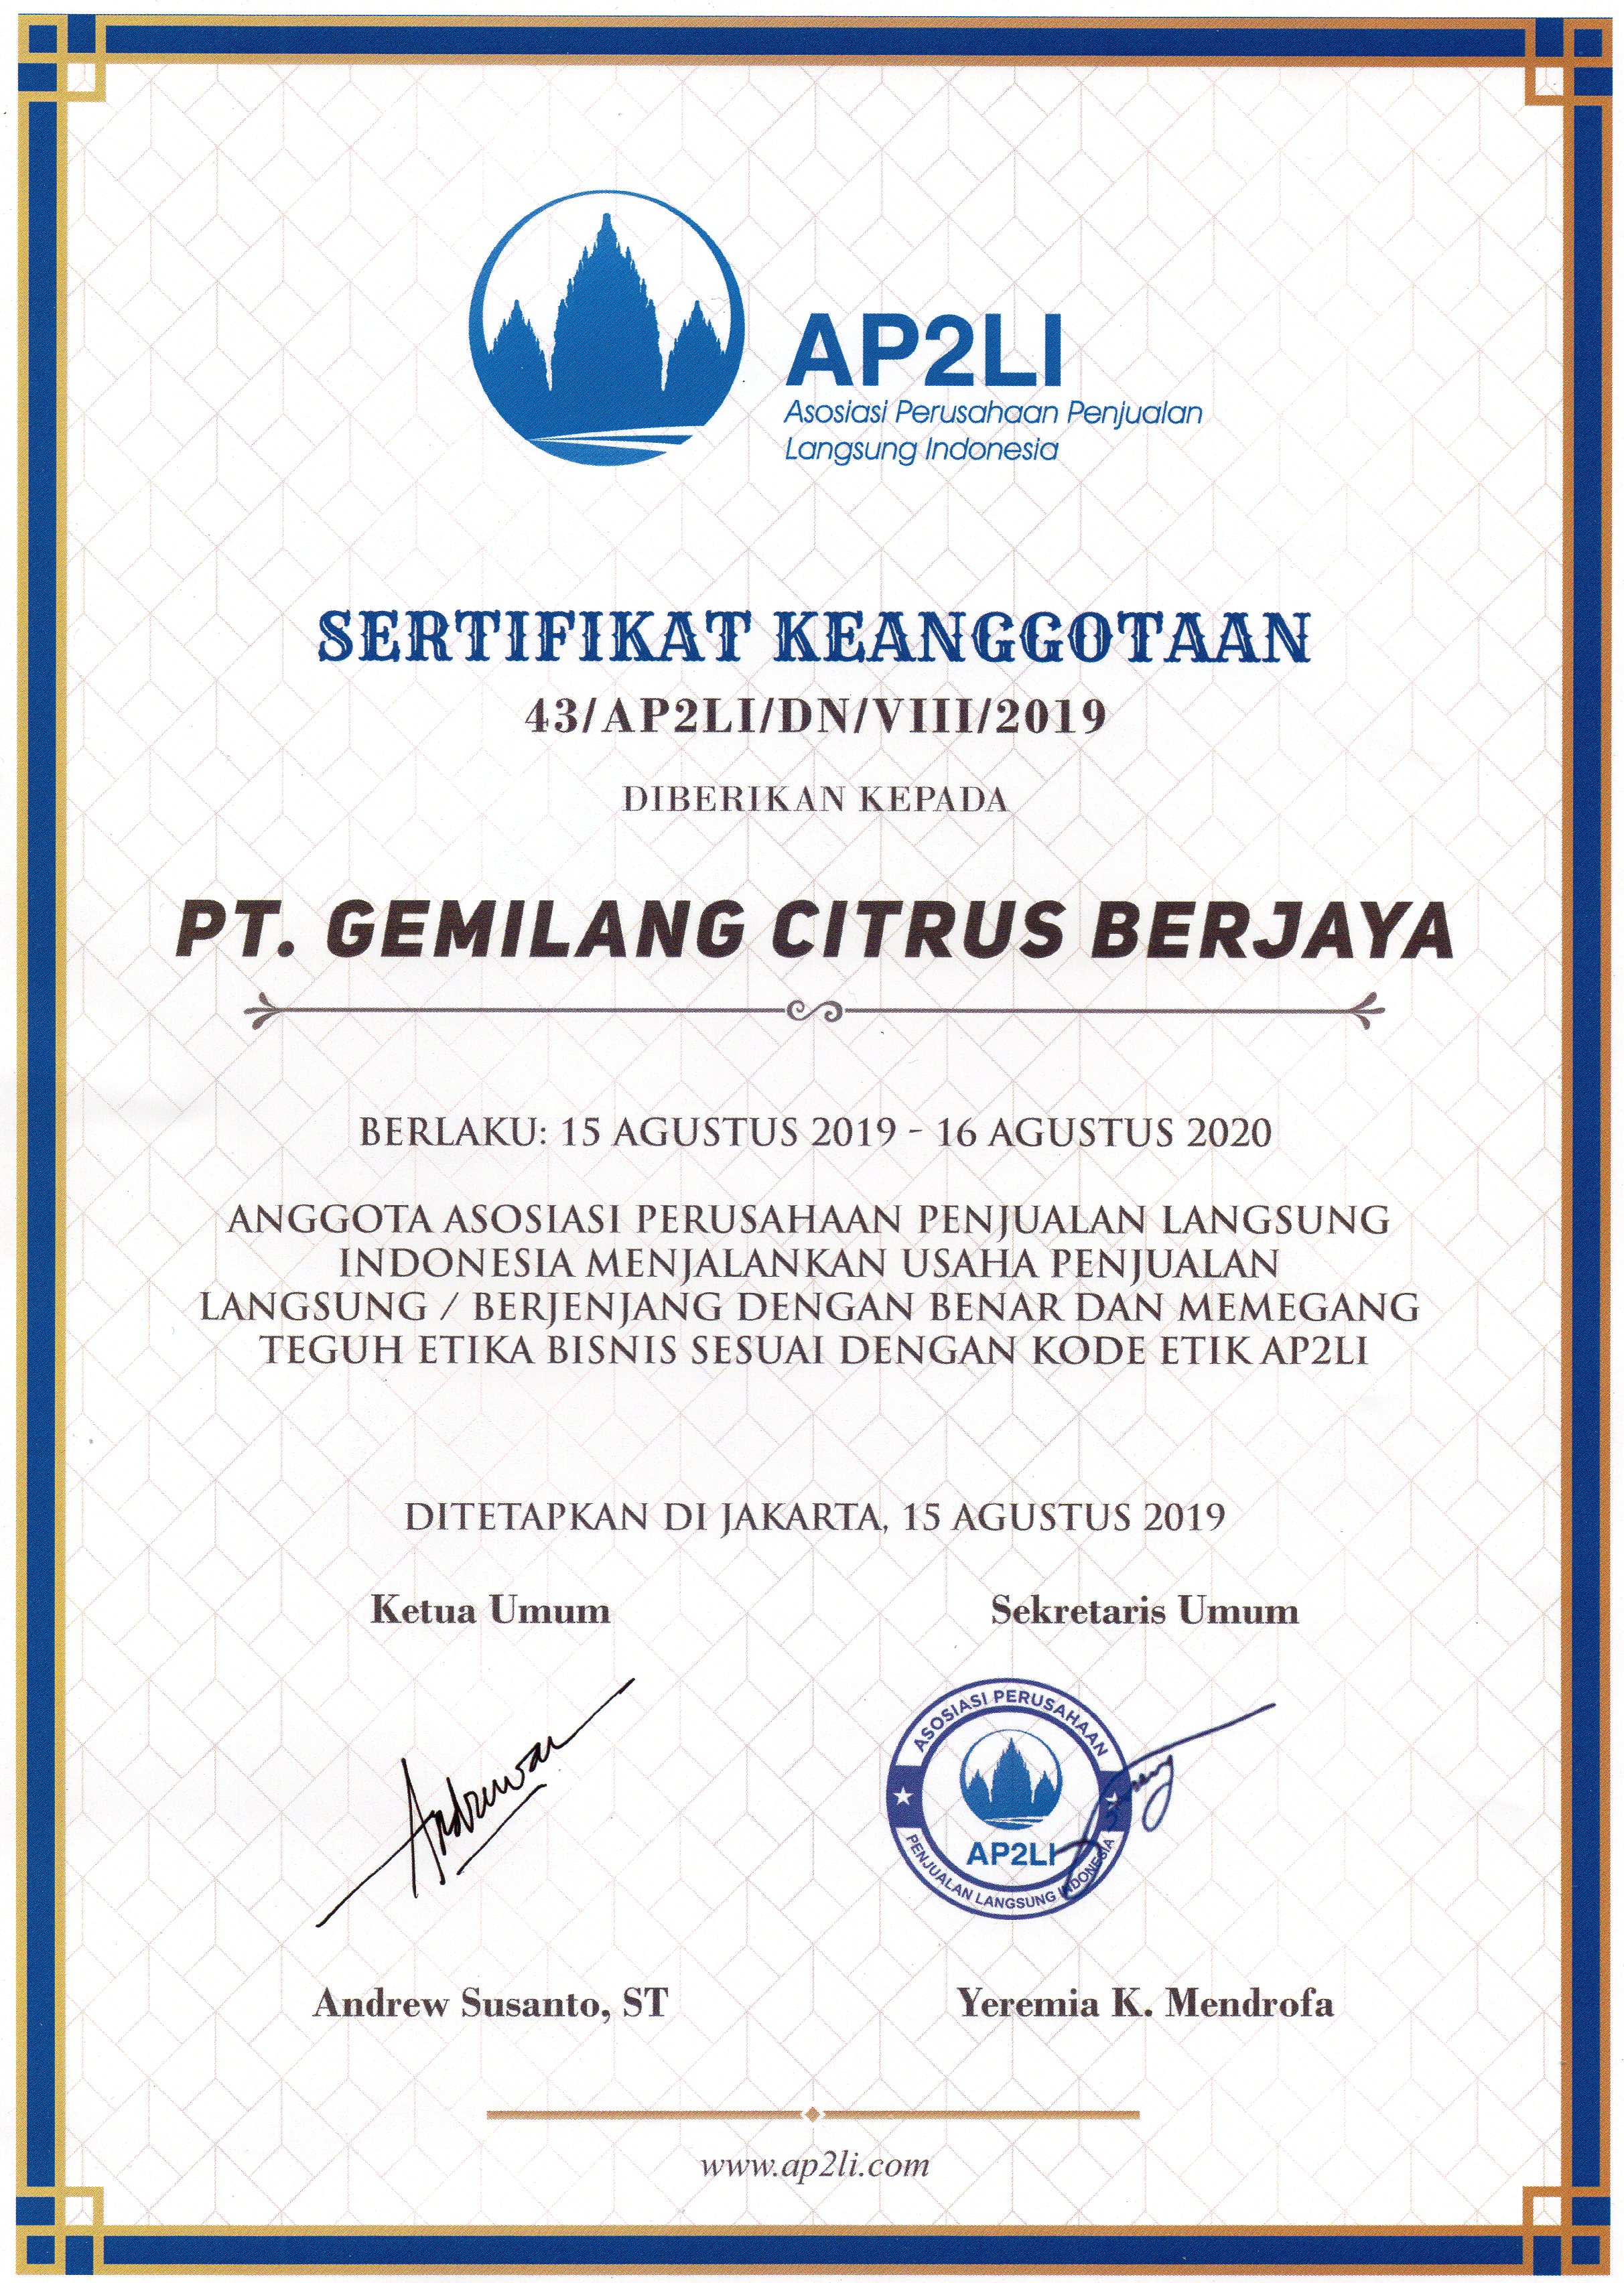 AP2LI
Asosiasi Perusahaan Penjualan
Langsung Indonesia
SERTIFIKAT KEANGGOTAAN
43/AP2LI/DN/VIII/2019
DIBERIKAN KEPADA
PT. GEMILANG CITRUS BERJAYA
BERLAKU: 15 AGUSTUS 2019 - 16 AGUSTUS 2020
ANGGOTA ASOSIASI PERUSAHAAN PENJUALAN LANGSUNG
INDONESIA MENJALANKAN USAHA PENJUALAN
LANGSUNG / BERJENJANG DENGAN BENAR DAN MEMEGANG
TEGUH ETIKA BISNIS SESUAI DENGAN KODE ETIK AP2LI
DITETAPKAN DI JAKARTA, 15 AGUSTUS 2019
Ketua Umum
Sekretaris Umum
ASOSIASI PERUSAHAAN
AP2LI
PENJUALAN LANGSUNG INDONESIA
Andrew Susanto, ST
Yeremia K. Mendrofa
www.ap2li.com